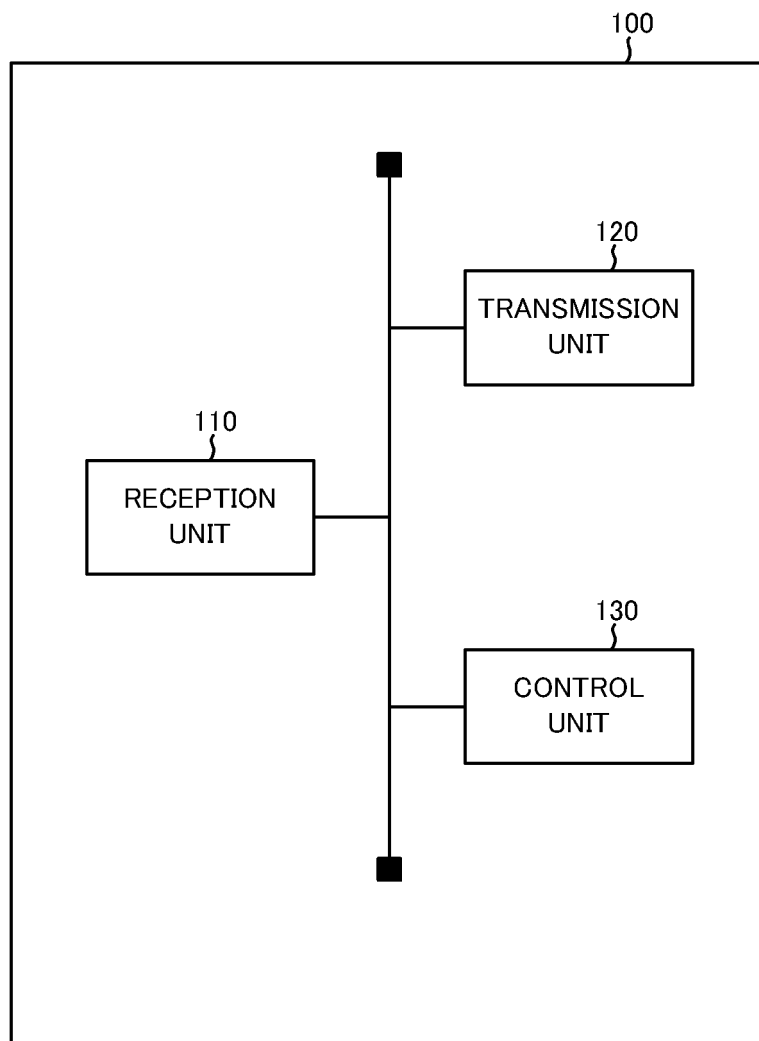 100
120
TRANSMISSION
UNIT
110
RECEPTION
UNIT
130
CONTROL
UNIT